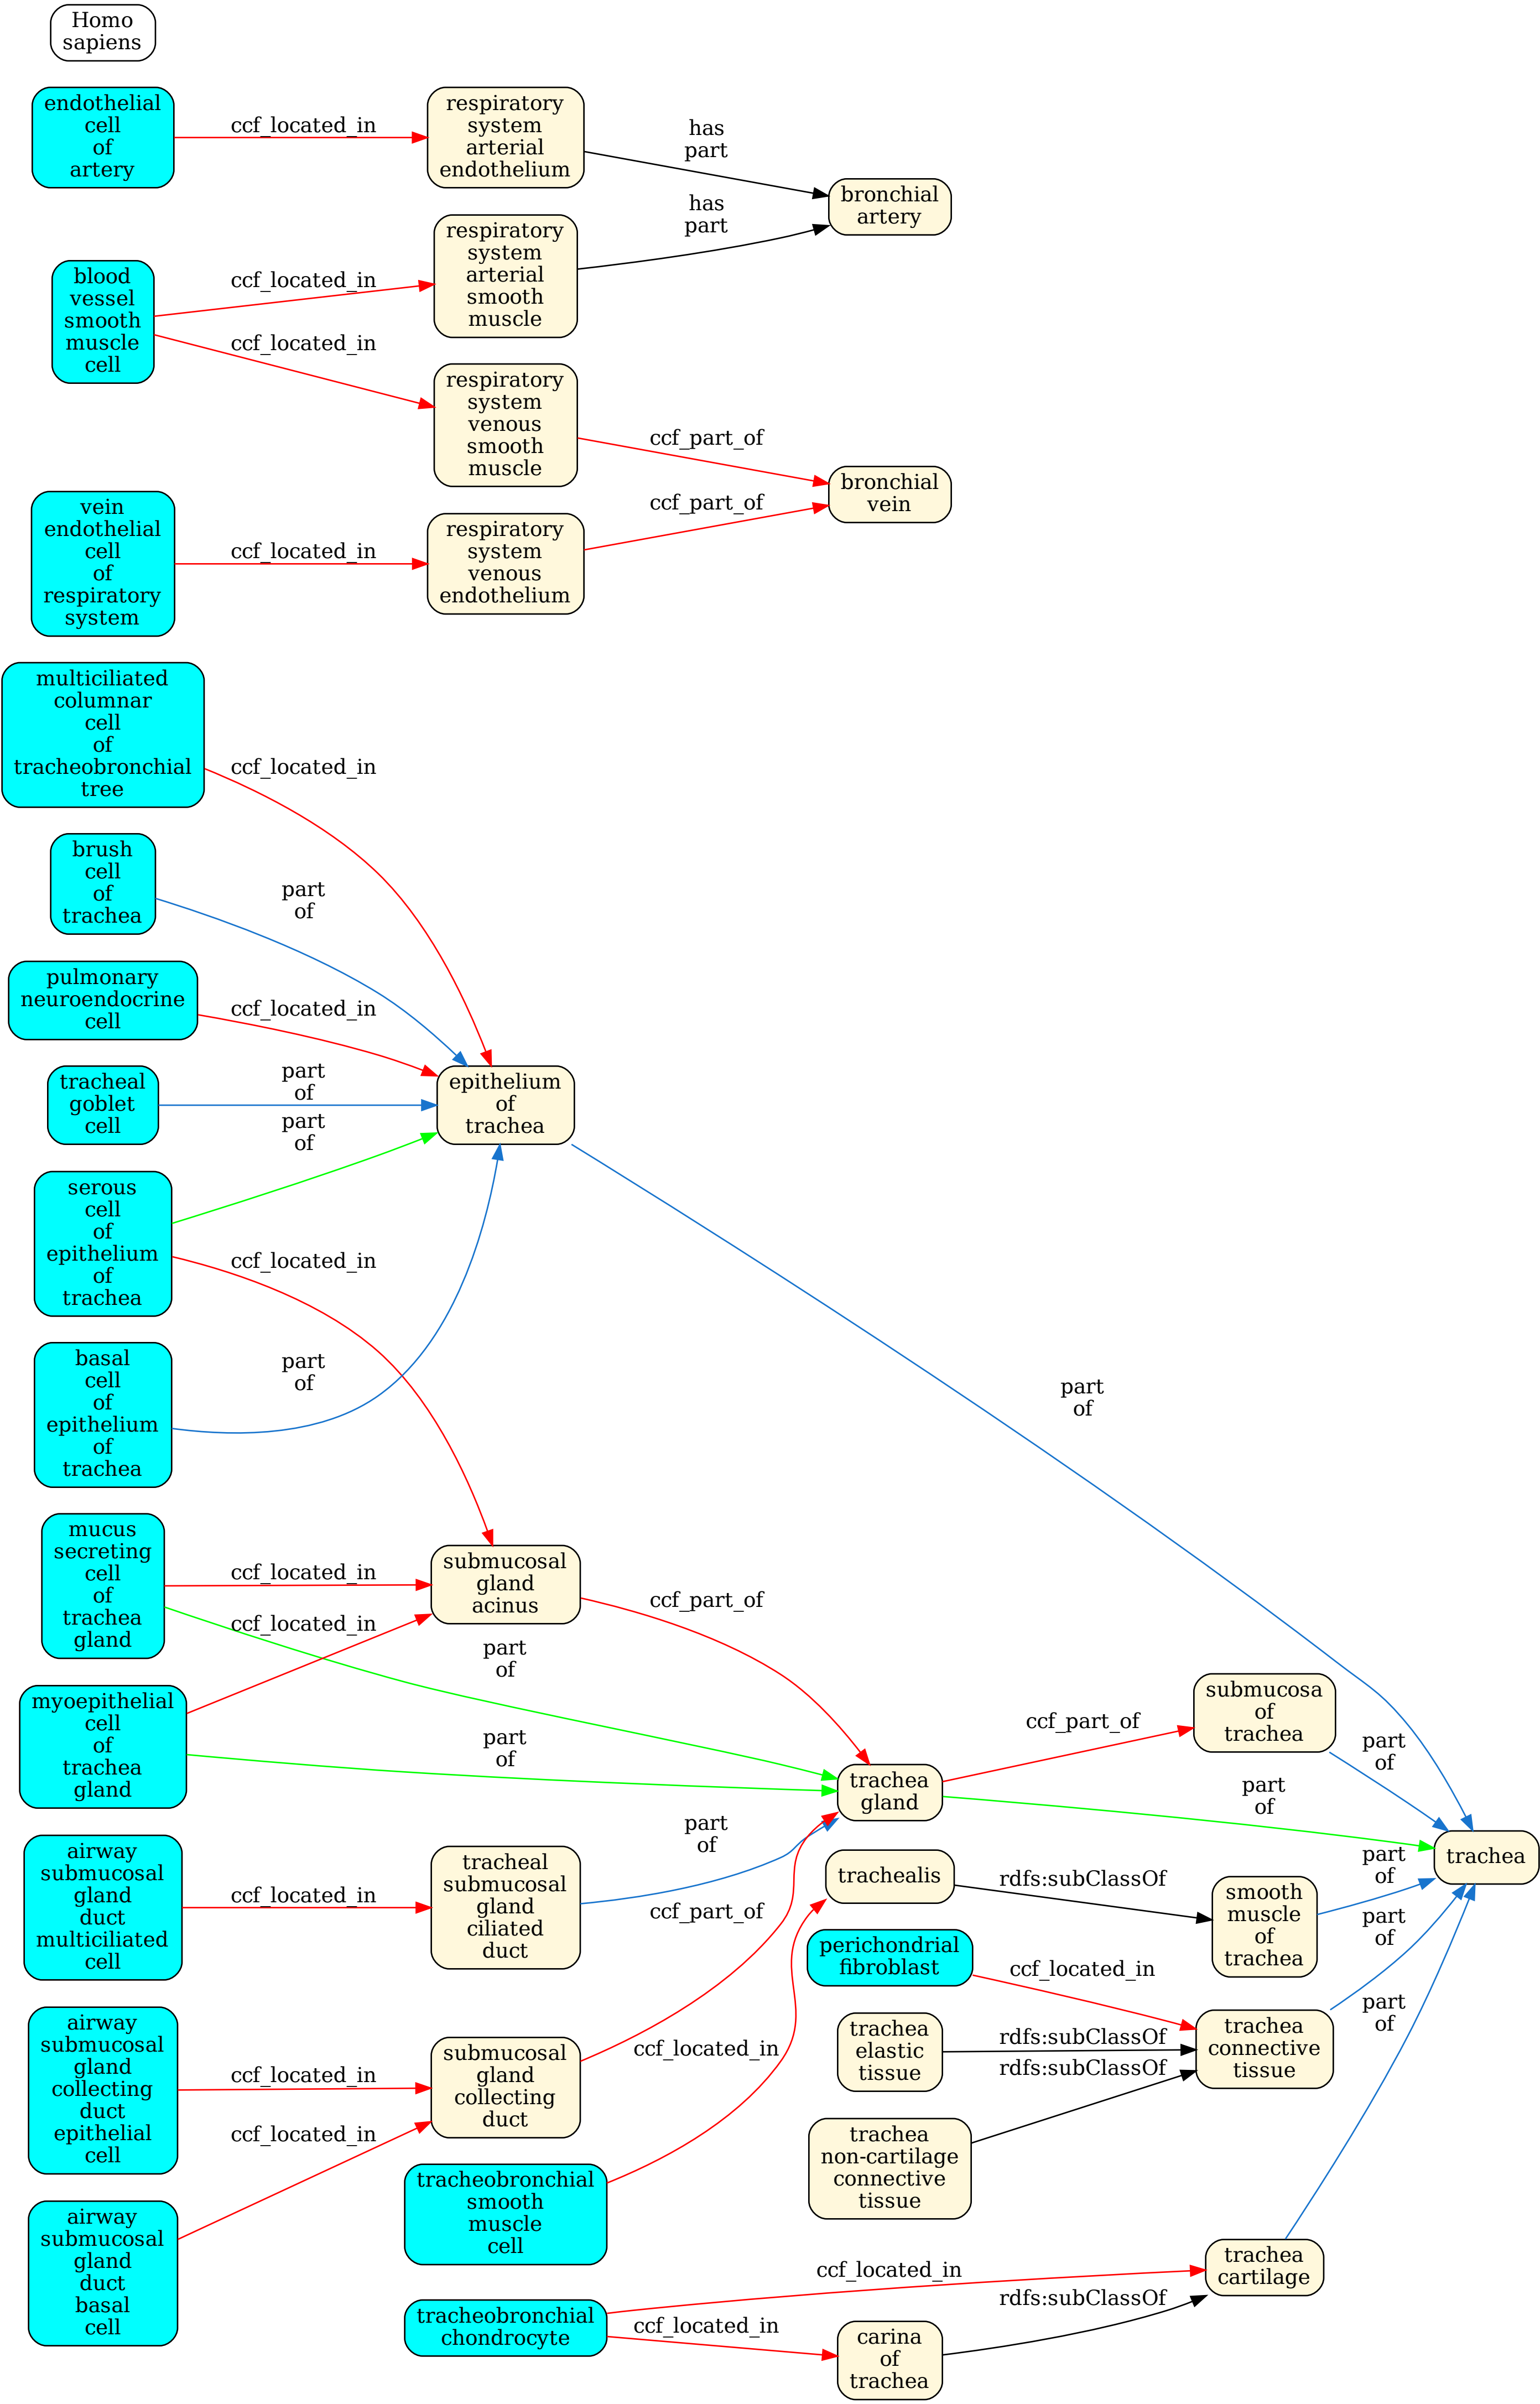 Homo
sapiens
endothelial
cell
of
artery
ccf_located_in
respiratory
system
arterial
endothelium
has
part
bronchial
artery
blood
vessel
smooth
muscle
cell
ccf_located_in
respiratory
system
arterial
smooth
muscle
has
part
ccf_located_in
respiratory
system
venous
smooth
muscle
ccf_part_of
bronchial
vein
vein
endothelial
cell
of
respiratory
system
ccf_located_in
respiratory
system
venous
endothelium
ccf_part_of
multiciliated
columnar
cell
of
tracheobronchial
tree
ccf_located_in
brush
cell
of
trachea
part
of
pulmonary
neuroendocrine
cell
ccf_located_in
tracheal
goblet
cell
part
of
epithelium
of
trachea
part
of
serous
cell
of
epithelium
of
trachea
part
of
ccf_located_in
basal
cell
of
epithelium
of
trachea
part
of
mucus
secreting
cell
of
trachea
gland
ccf_located_in
submucosal
gland
acinus
ccf_part_of
ccf_located_in
part
of
myoepithelial
cell
of
trachea
gland
part
of
trachea
gland
ccf_part_of
submucosa
of
trachea
part
of
part
of
trachea
airway
submucosal
gland
duct
multiciliated
cell
ccf_located_in
tracheal
submucosal
gland
ciliated
duct
part
of
ccf_part_of
trachealis
rdfs:subClassOf
smooth
muscle
of
trachea
part
of
perichondrial
fibroblast
ccf_located_in
part
of
airway
submucosal
gland
collecting
duct
epithelial
cell
ccf_located_in
submucosal
gland
collecting
duct
ccf_located_in
trachea
elastic
tissue
rdfs:subClassOf
trachea
connective
tissue
part
of
rdfs:subClassOf
trachea
non-cartilage
connective
tissue
ccf_located_in
tracheobronchial
smooth
muscle
cell
airway
submucosal
gland
duct
basal
cell
tracheobronchial
chondrocyte
ccf_located_in
trachea
cartilage
ccf_located_in
rdfs:subClassOf
carina
of
trachea